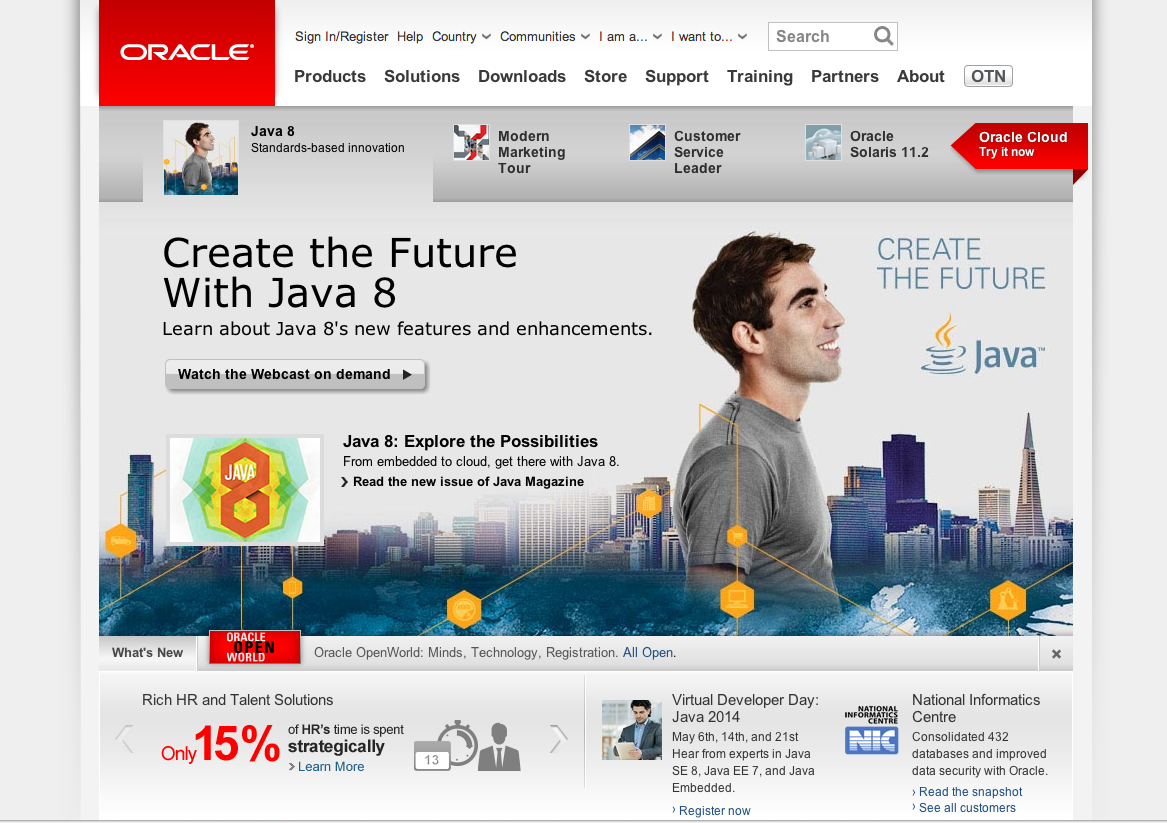 ORACLE
Sign In/Register Help Country Communities I am a... I want to... Search
Products Solutions Downloads Store Support Training Partners About OTN
Java 8
Standards-based innovation
Modern
Marketing
Tour
Customer
Service
Leader
Oracle
Solaris 11.2
Oracle Cloud
Try it now
Create the Future
With Java 8
Learn about Java 8's new features and enhancements.
Watch the Webcast on demand
CREATE
THE FUTURE
Java™
JAVA
8
Java 8: Explore the Possibilities
From embedded to cloud, get there with Java 8.
Read the new issue of Java Magazine
What's New
ORACLE
OPEN
WORLD
Oracle OpenWorld: Minds, Technology, Registration. All Open.
Rich HR and Talent Solutions
Only 15%
of HR's time is spent
strategically
Learn More
13
Virtual Developer Day:
Java 2014
May 6th, 14th, and 21st
Hear from experts in Java
SE 8, Java EE 7, and Java
Embedded.
Register now
NATIONAL
INFORMATICS
CENTRE
NIC
National Informatics
Centre
Consolidated 432
databases and improved
data security with Oracle.
Read the snapshot
See all customers